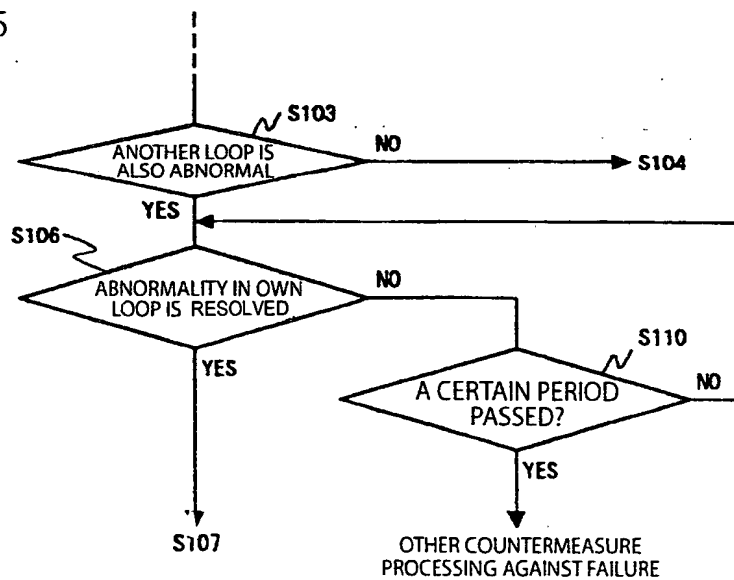 5
S103
ANOTHER LOOP IS
ALSO ABNORMAL
NO
S104
YES
S106
ABNORMALITY IN OWN
LOOP IS RESOLVED
NO
S110
YES
A CERTAIN PERIOD
PASSED?
NO
YES
S107
OTHER COUNTERMEASURE
PROCESSING AGAINST FAILURE